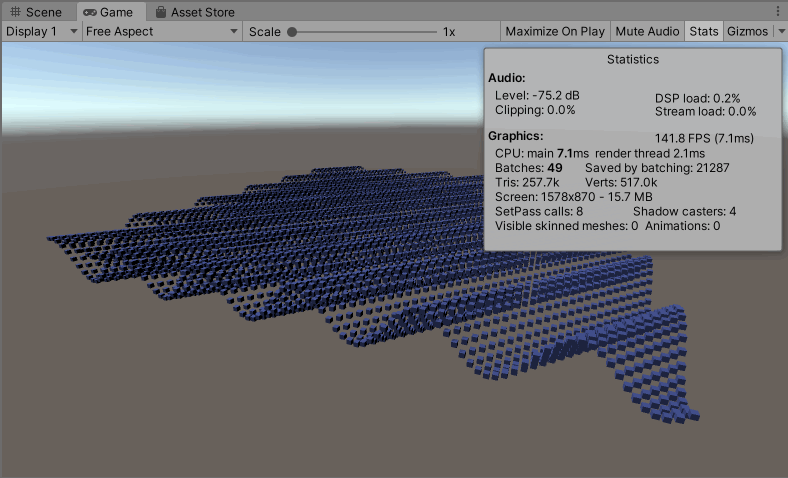 Scene Game Asset Store
Display 1 Free Aspect Scale 1x Maximize On Play Mute Audio Stats Gizmos
Statistics
Audio:
Level: -75.2 dB DSP load: 0.2%
Clipping: 0.0% Stream load: 0.0%
Graphics: 141.8 FPS (7.1ms)
CPU: main 7.1ms render thread 2.1ms
Batches: 49 Saved by batching: 21287
Tris: 257.7k Verts: 517.0k
Screen: 1578x870 - 15.7 MB
SetPass calls: 8 Shadow casters: 4
Visible skinned meshes: 0 Animations: 0